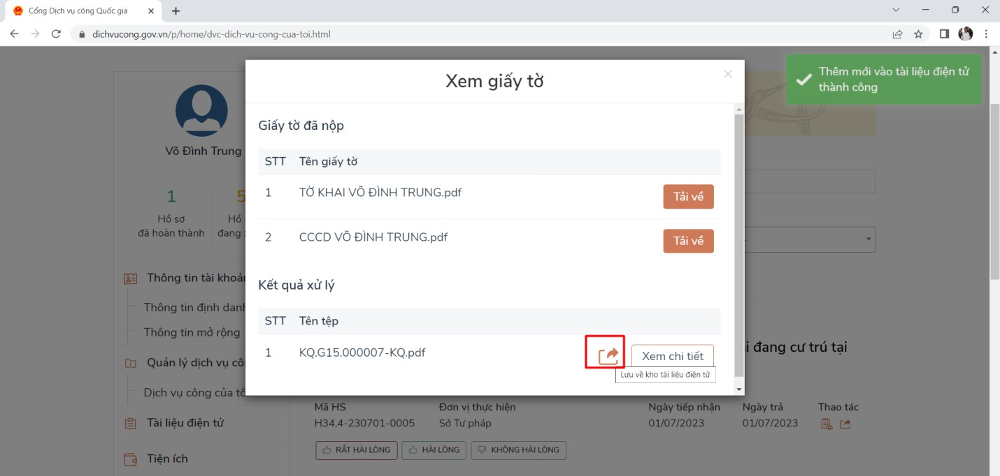 Cổng Dịch vụ công Quốc gia
dichvucong.gov.vn/p/home/dvc-dich-vu-cong-cua-toi.html
Thêm mới vào tài liệu điện tử
thành công
Võ Đình Trung
1
5
Hồ sơ
đã hoàn thành
Hồ
đang
Thông tin tài khoản
Thông tin định danh
Thông tin mở rộng
Quản lý dịch vụ
Dịch vụ công của
Tài liệu điện tử
Tiện ích
Xem giấy tờ
Giấy tờ đã nộp
STT Tên giấy tờ
1 TỜ KHAI VÕ ĐÌNH TRUNG.pdf Tải về
2 CCCD VÕ ĐÌNH TRUNG.pdf Tải về
Kết quả xử lý
STT Tên tệp
1 KQ.G15.000007-KQ.pdf Xem chi tiết
Lưu về kho tài liệu điện tử
đang cư trú tại
Mã HS Đơn vị thực hiện Ngày tiếp nhận Ngày trả Thao tác
H34.4-230701-0005 Sở Tư pháp 01/07/2023 01/07/2023
RẤT HÀI LÒNG HÀI LÒNG KHÔNG HÀI LÒNG